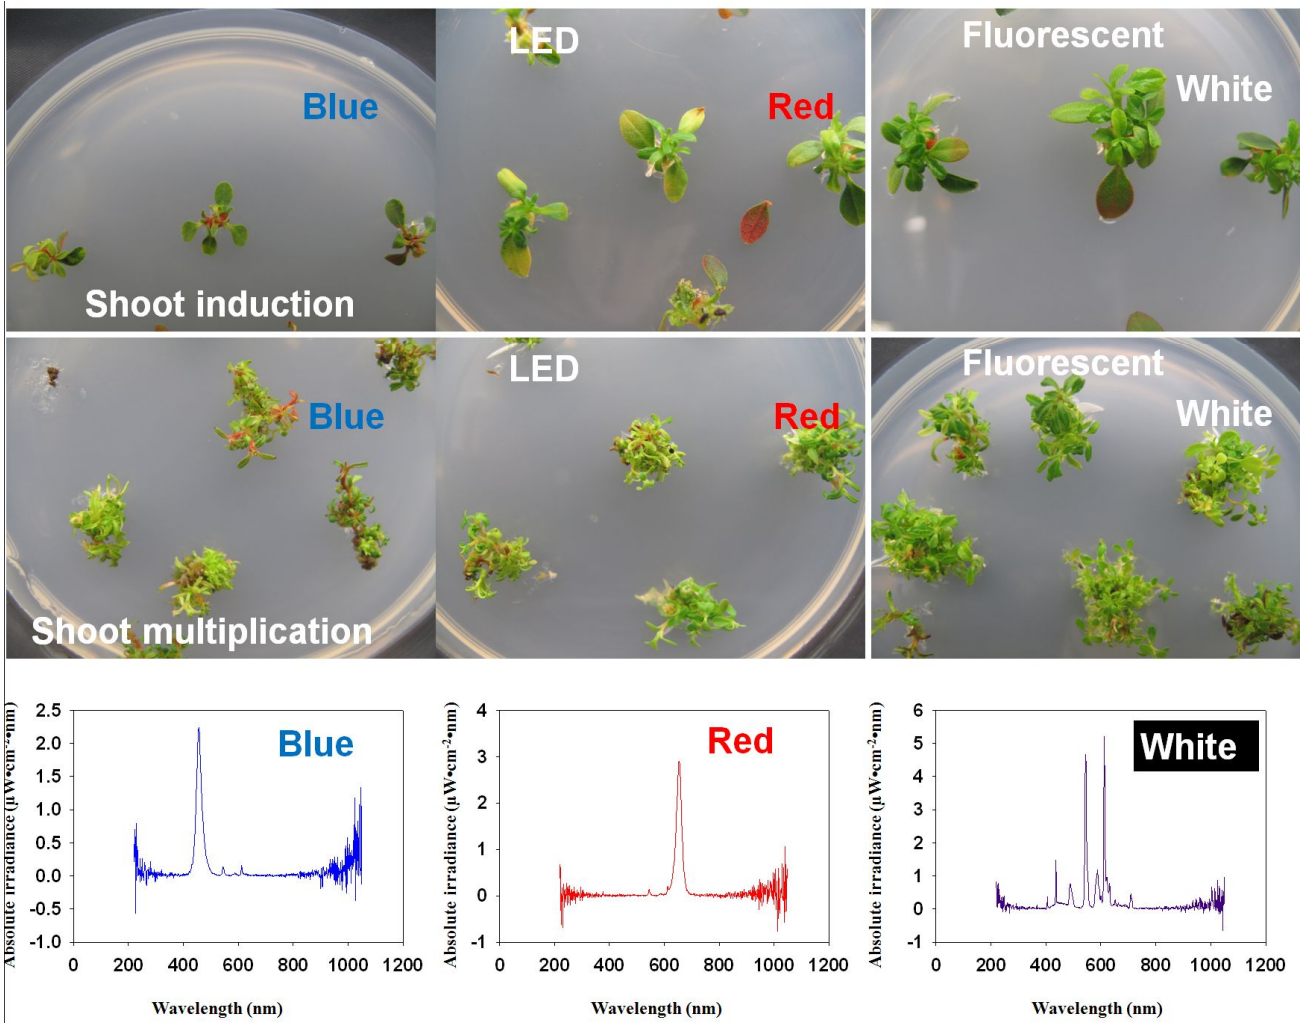 LED
Fluorescent
Blue
Red
White
Shoot induction
LED
Fluorescent
Blue
Red
White
Shoot multiplication
Absolute irradiance (µW•cm⁻²•nm)
2.5
2.0
1.5
1.0
0.5
0.0
-0.5
-1.0
Blue
0 200 400 600 800 1000 1200
Wavelength (nm)
Absolute irradiance (µW•cm⁻²•nm)
4
3
2
1
0
-1
Red
0 200 400 600 800 1000 1200
Wavelength (nm)
Absolute irradiance (µW•cm⁻²•nm)
6
5
4
3
2
1
0
-1
White
0 200 400 600 800 1000 1200
Wavelength (nm)